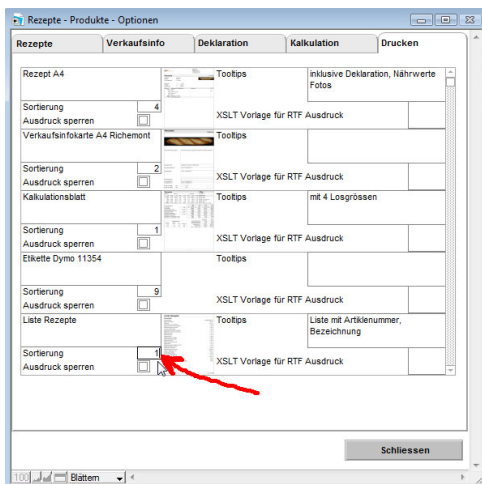 Rezepte - Produkte - Optionen
Rezepte Verkaufsinfo Deklaration Kalkulation Drucken
Rezept A4 Tooltips inklusive Deklaration, Nährwerte
Fotos
Sortierung 4
Ausdruck sperren XSLT Vorlage für RTF Ausdruck
Verkaufsinfokarte A4 Richemont Tooltips
Sortierung 2
Ausdruck sperren XSLT Vorlage für RTF Ausdruck
Kalkulationsblatt Tooltips mit 4 Losgrössen
Sortierung 1
Ausdruck sperren XSLT Vorlage für RTF Ausdruck
Etikette Dymo 11354 Tooltips
Sortierung 9
Ausdruck sperren XSLT Vorlage für RTF Ausdruck
Liste Rezepte Tooltips Liste mit Artiklenummer,
Bezeichnung
Sortierung 1
Ausdruck sperren XSLT Vorlage für RTF Ausdruck
Schliessen
100 Blättern